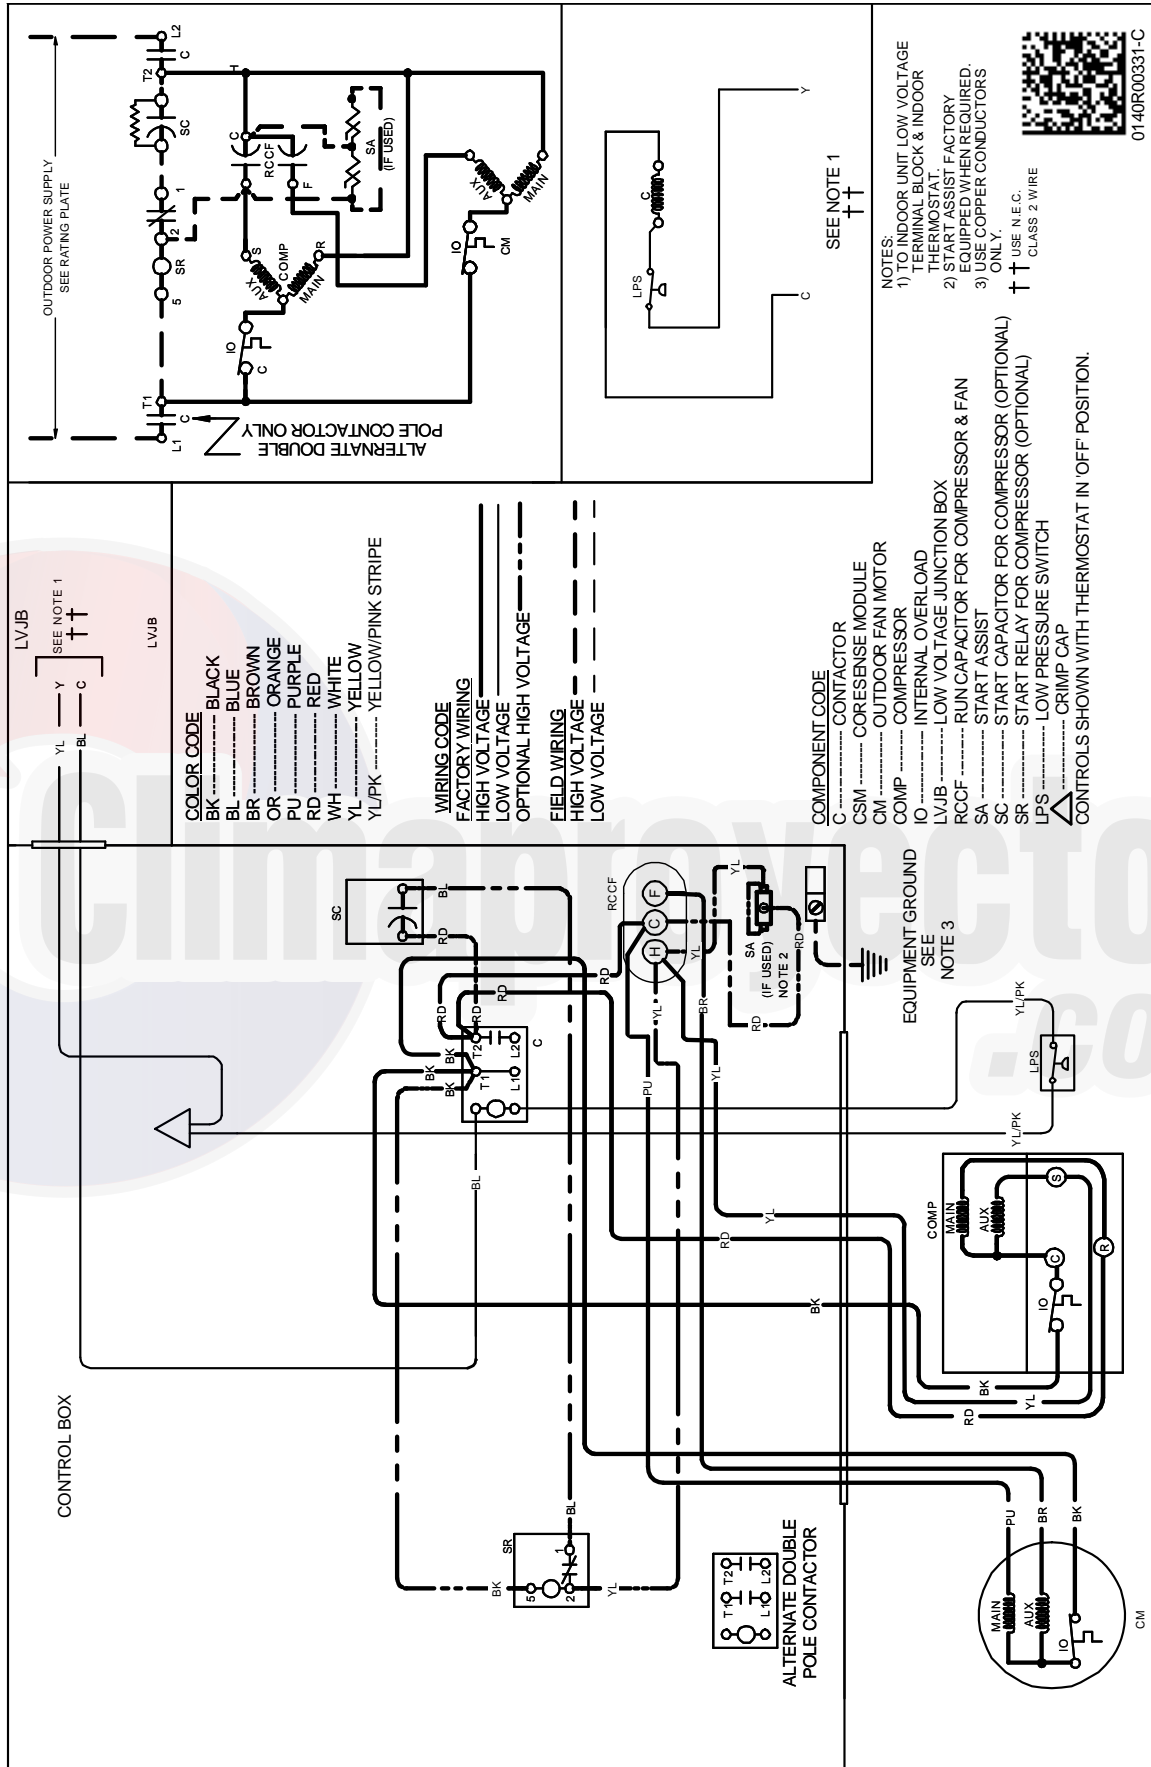 OUTDOOR POWER SUPPLY
SEE RATING PLATE
L1
C
T1
5
SR
2
1
SC
T2
C
L2
ALTERNATE DOUBLE
POLE CONTACTOR ONLY
C
IO
AUX
S
COMP
MAIN
R
RCCF
C
H
F
SA
(IF USED)
IO
CM
AUX
MAIN
LPS
C
C
Y
SEE NOTE 1
††
NOTES:
1) TO INDOOR UNIT LOW VOLTAGE
TERMINAL BLOCK & INDOOR
THERMOSTAT.
2) START ASSIST FACTORY
EQUIPPED WHEN REQUIRED.
3) USE COPPER CONDUCTORS
ONLY.
†† USE N.E.C.
CLASS 2 WIRE
0140R00331-C
LVJB
SEE NOTE 1
††
Y
C
YL
BL
LVJB
COLOR CODE
BK --------- BLACK
BL --------- BLUE
BR --------- BROWN
OR --------- ORANGE
PU --------- PURPLE
RD --------- RED
WH --------- WHITE
YL --------- YELLOW
YL/PK --------- YELLOW/PINK STRIPE
WIRING CODE
FACTORY WIRING
HIGH VOLTAGE
LOW VOLTAGE
OPTIONAL HIGH VOLTAGE
FIELD WIRING
HIGH VOLTAGE
LOW VOLTAGE
COMPONENT CODE
C ------------ CONTACTOR
CSM -------- CORESENSE MODULE
CM --------- OUTDOOR FAN MOTOR
COMP ------- COMPRESSOR
IO ----------- INTERNAL OVERLOAD
LVJB -------- LOW VOLTAGE JUNCTION BOX
RCCF -------- RUN CAPACITOR FOR COMPRESSOR & FAN
SA ----------- START ASSIST
SC ----------- START CAPACITOR FOR COMPRESSOR (OPTIONAL)
SR ----------- START RELAY FOR COMPRESSOR (OPTIONAL)
LPS --------- LOW PRESSURE SWITCH
------- CRIMP CAP
CONTROLS SHOWN WITH THERMOSTAT IN 'OFF' POSITION.
CONTROL BOX
SC
RD
BL
RD
RD
RD
RD
RD
BK
BK
BK
T2
T1
L2
L1
C
BL
RCCF
H
C
F
YL
YL
YL
PU
BR
YL
RD
RD
SA
(IF USED)
NOTE 2
EQUIPMENT GROUND
SEE
NOTE 3
BL
SR
5
2
1
BK
YL
T1
T2
L1
L2
ALTERNATE DOUBLE
POLE CONTACTOR
YL
RD
BK
YL/PK
YL/PK
LPS
COMP
MAIN
AUX
S
C
R
IO
BK
YL
RD
PU
BR
BK
MAIN
AUX
IO
CM
Climaproyecto
.co